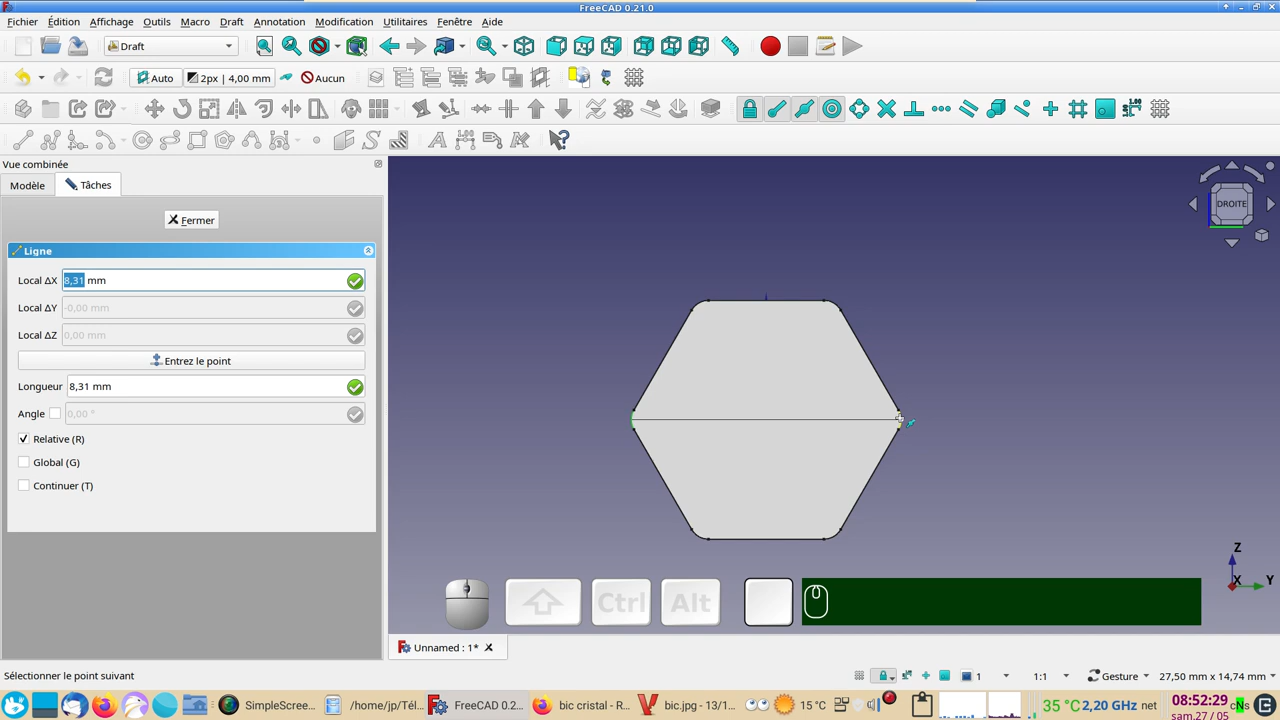 FreeCAD 0.21.0
Fichier Édition Affichage Outils Macro Draft Annotation Modification Utilitaires Fenêtre Aide
Draft
Auto 2px | 4,00 mm Aucun
Vue combinée
Modèle Tâches
Fermer
Ligne
Local ΔX 8,31 mm
Local ΔY -0,00 mm
Local ΔZ 0,00 mm
Entrez le point
Longueur 8,31 mm
Angle 0,00 °
Relative (R)
Global (G)
Continuer (T)
DROITE
Z
X Y
Ctrl Alt
Unnamed : 1*
Sélectionner le point suivant 1 1:1 Gesture 27,50 mm x 14,74 mm
SimpleScree... /home/jp/Tél... FreeCAD 0.2... bic cristal - R... bic.jpg - 13/1... 15 °C 35 °C 2,20 GHz net 08:52:29
sam.27 / 05